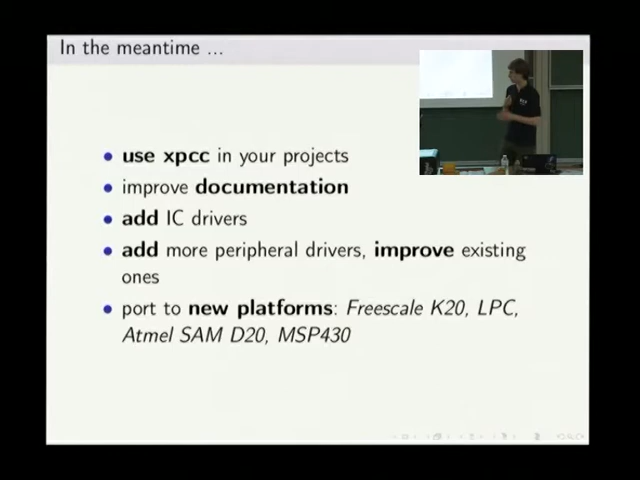 In the meantime ...
use xpcc in your projects
improve documentation
add IC drivers
add more peripheral drivers, improve existing
ones
port to new platforms: Freescale K20, LPC,
Atmel SAM D20, MSP430